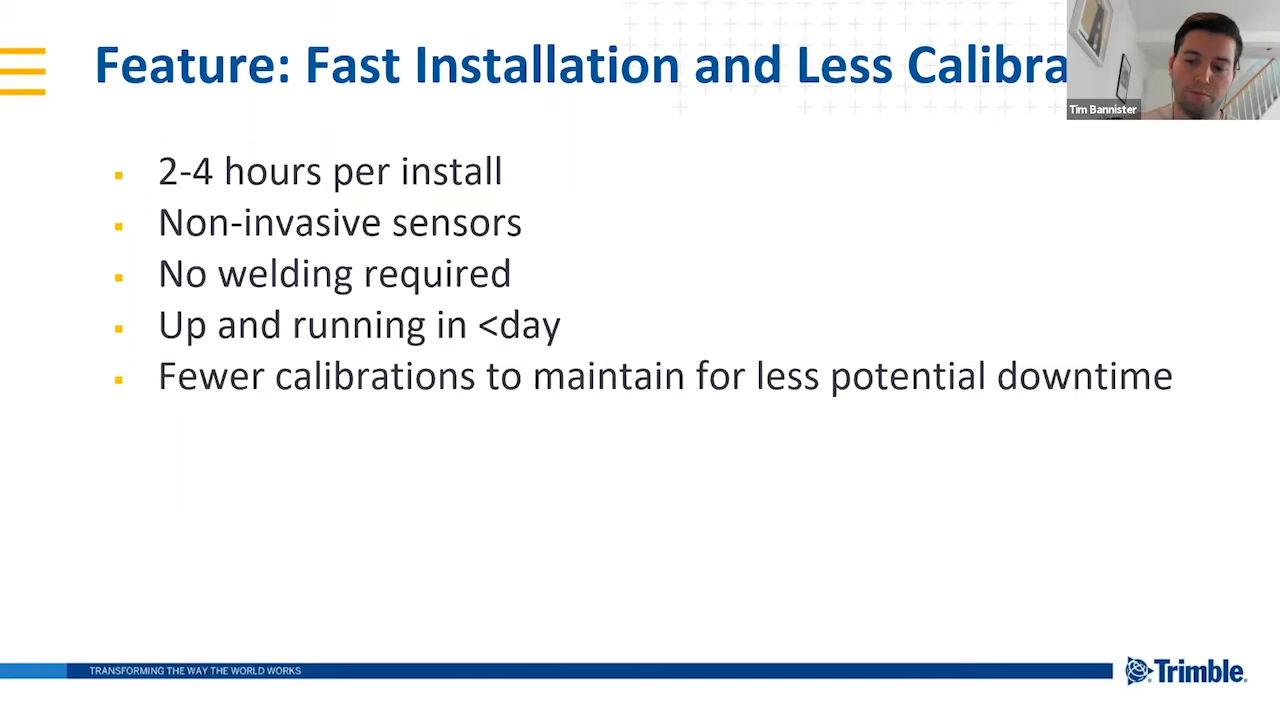 Feature: Fast Installation and Less Calibra
Tim Bannister
2-4 hours per install
Non-invasive sensors
No welding required
Up and running in <day
Fewer calibrations to maintain for less potential downtime
TRANSFORMING THE WAY THE WORLD WORKS
Trimble